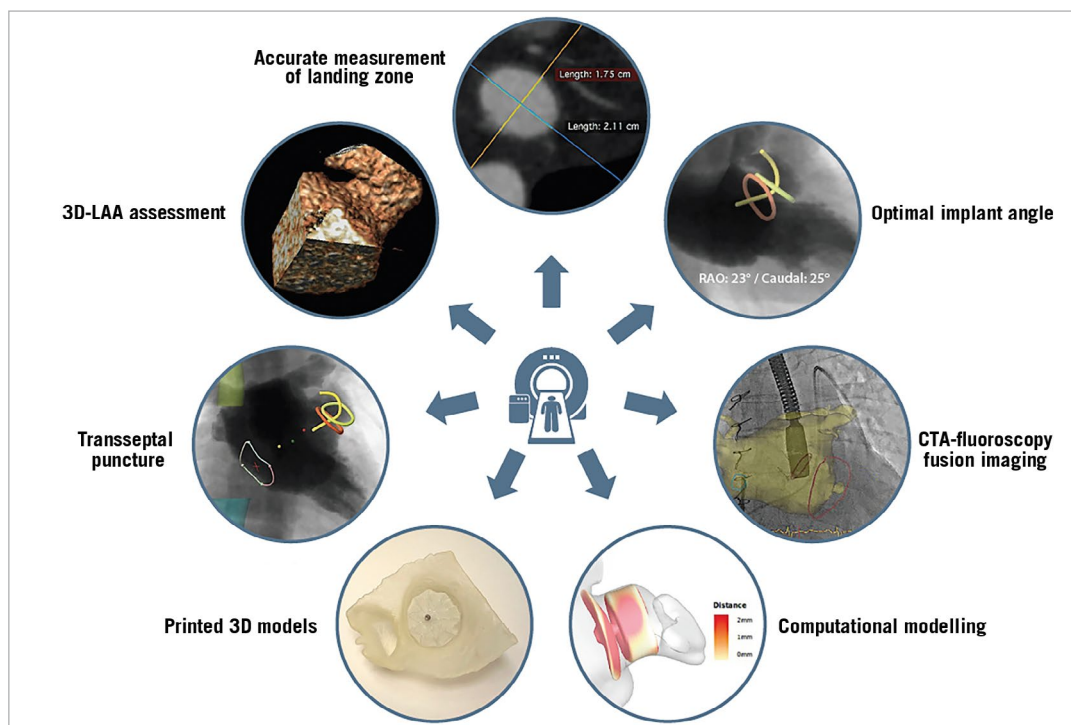 Accurate measurement
of landing zone
Length: 1.75 cm
Length: 2.11 cm
3D-LAA assessment
Optimal implant angle
RAO: 23° / Caudal: 25°
Transseptal
puncture
CTA-fluoroscopy
fusion imaging
Printed 3D models
Distance
2mm
1mm
0mm
Computational modelling